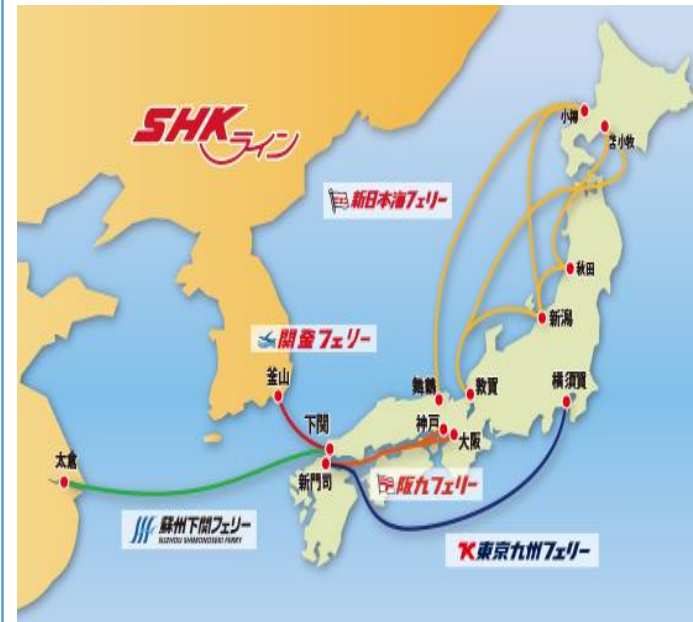 SHKライン
小樽
苫小牧
新日本海フェリー
秋田
新潟
関釜フェリー
釜山
舞鶴
敦賀
横須賀
下関
神戸
大阪
太倉
新門司
阪九フェリー
蘇州下関フェリー
SUZHOU SHIMONOSEKI FERRY
東京九州フェリー